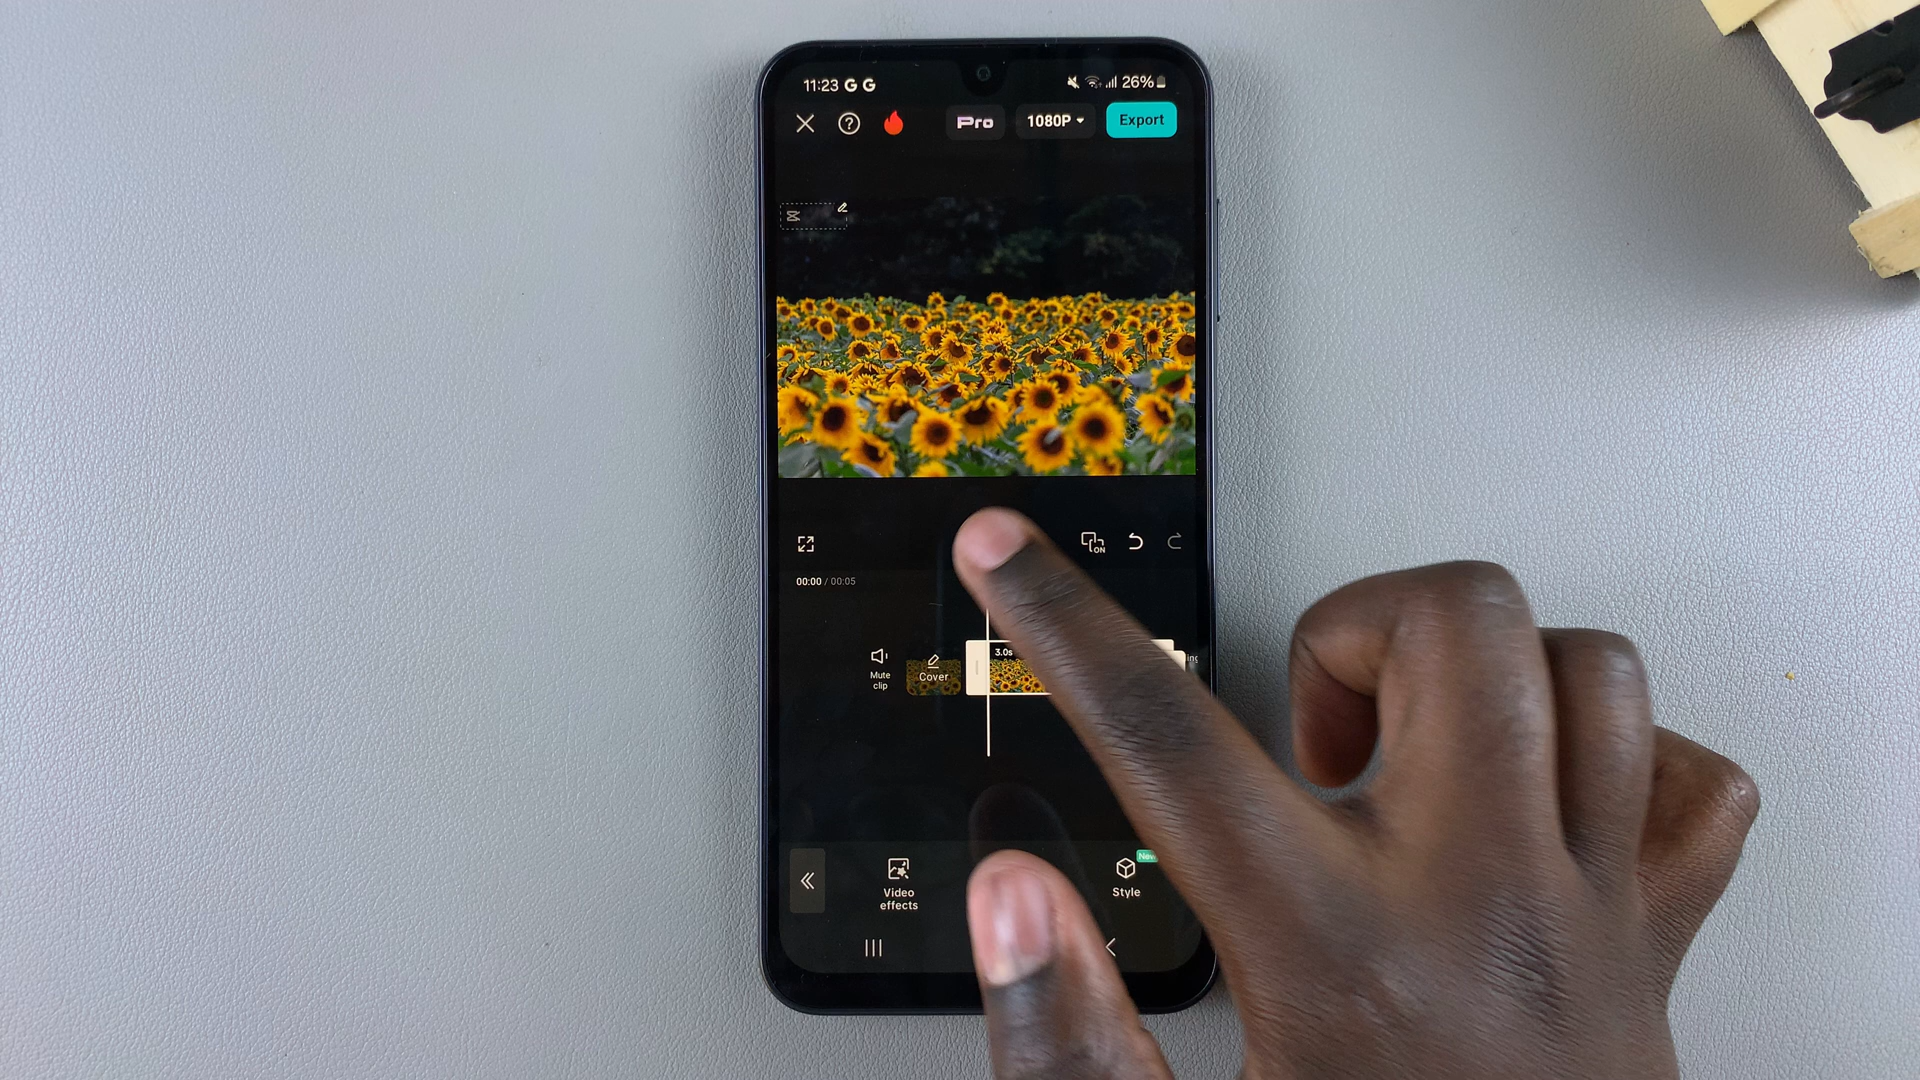 11:23 G G 26%
Pro 1080P Export
ON
00:00 / 00:05
3.0s
Mute
clip
Cover
New
Video
effects
Style